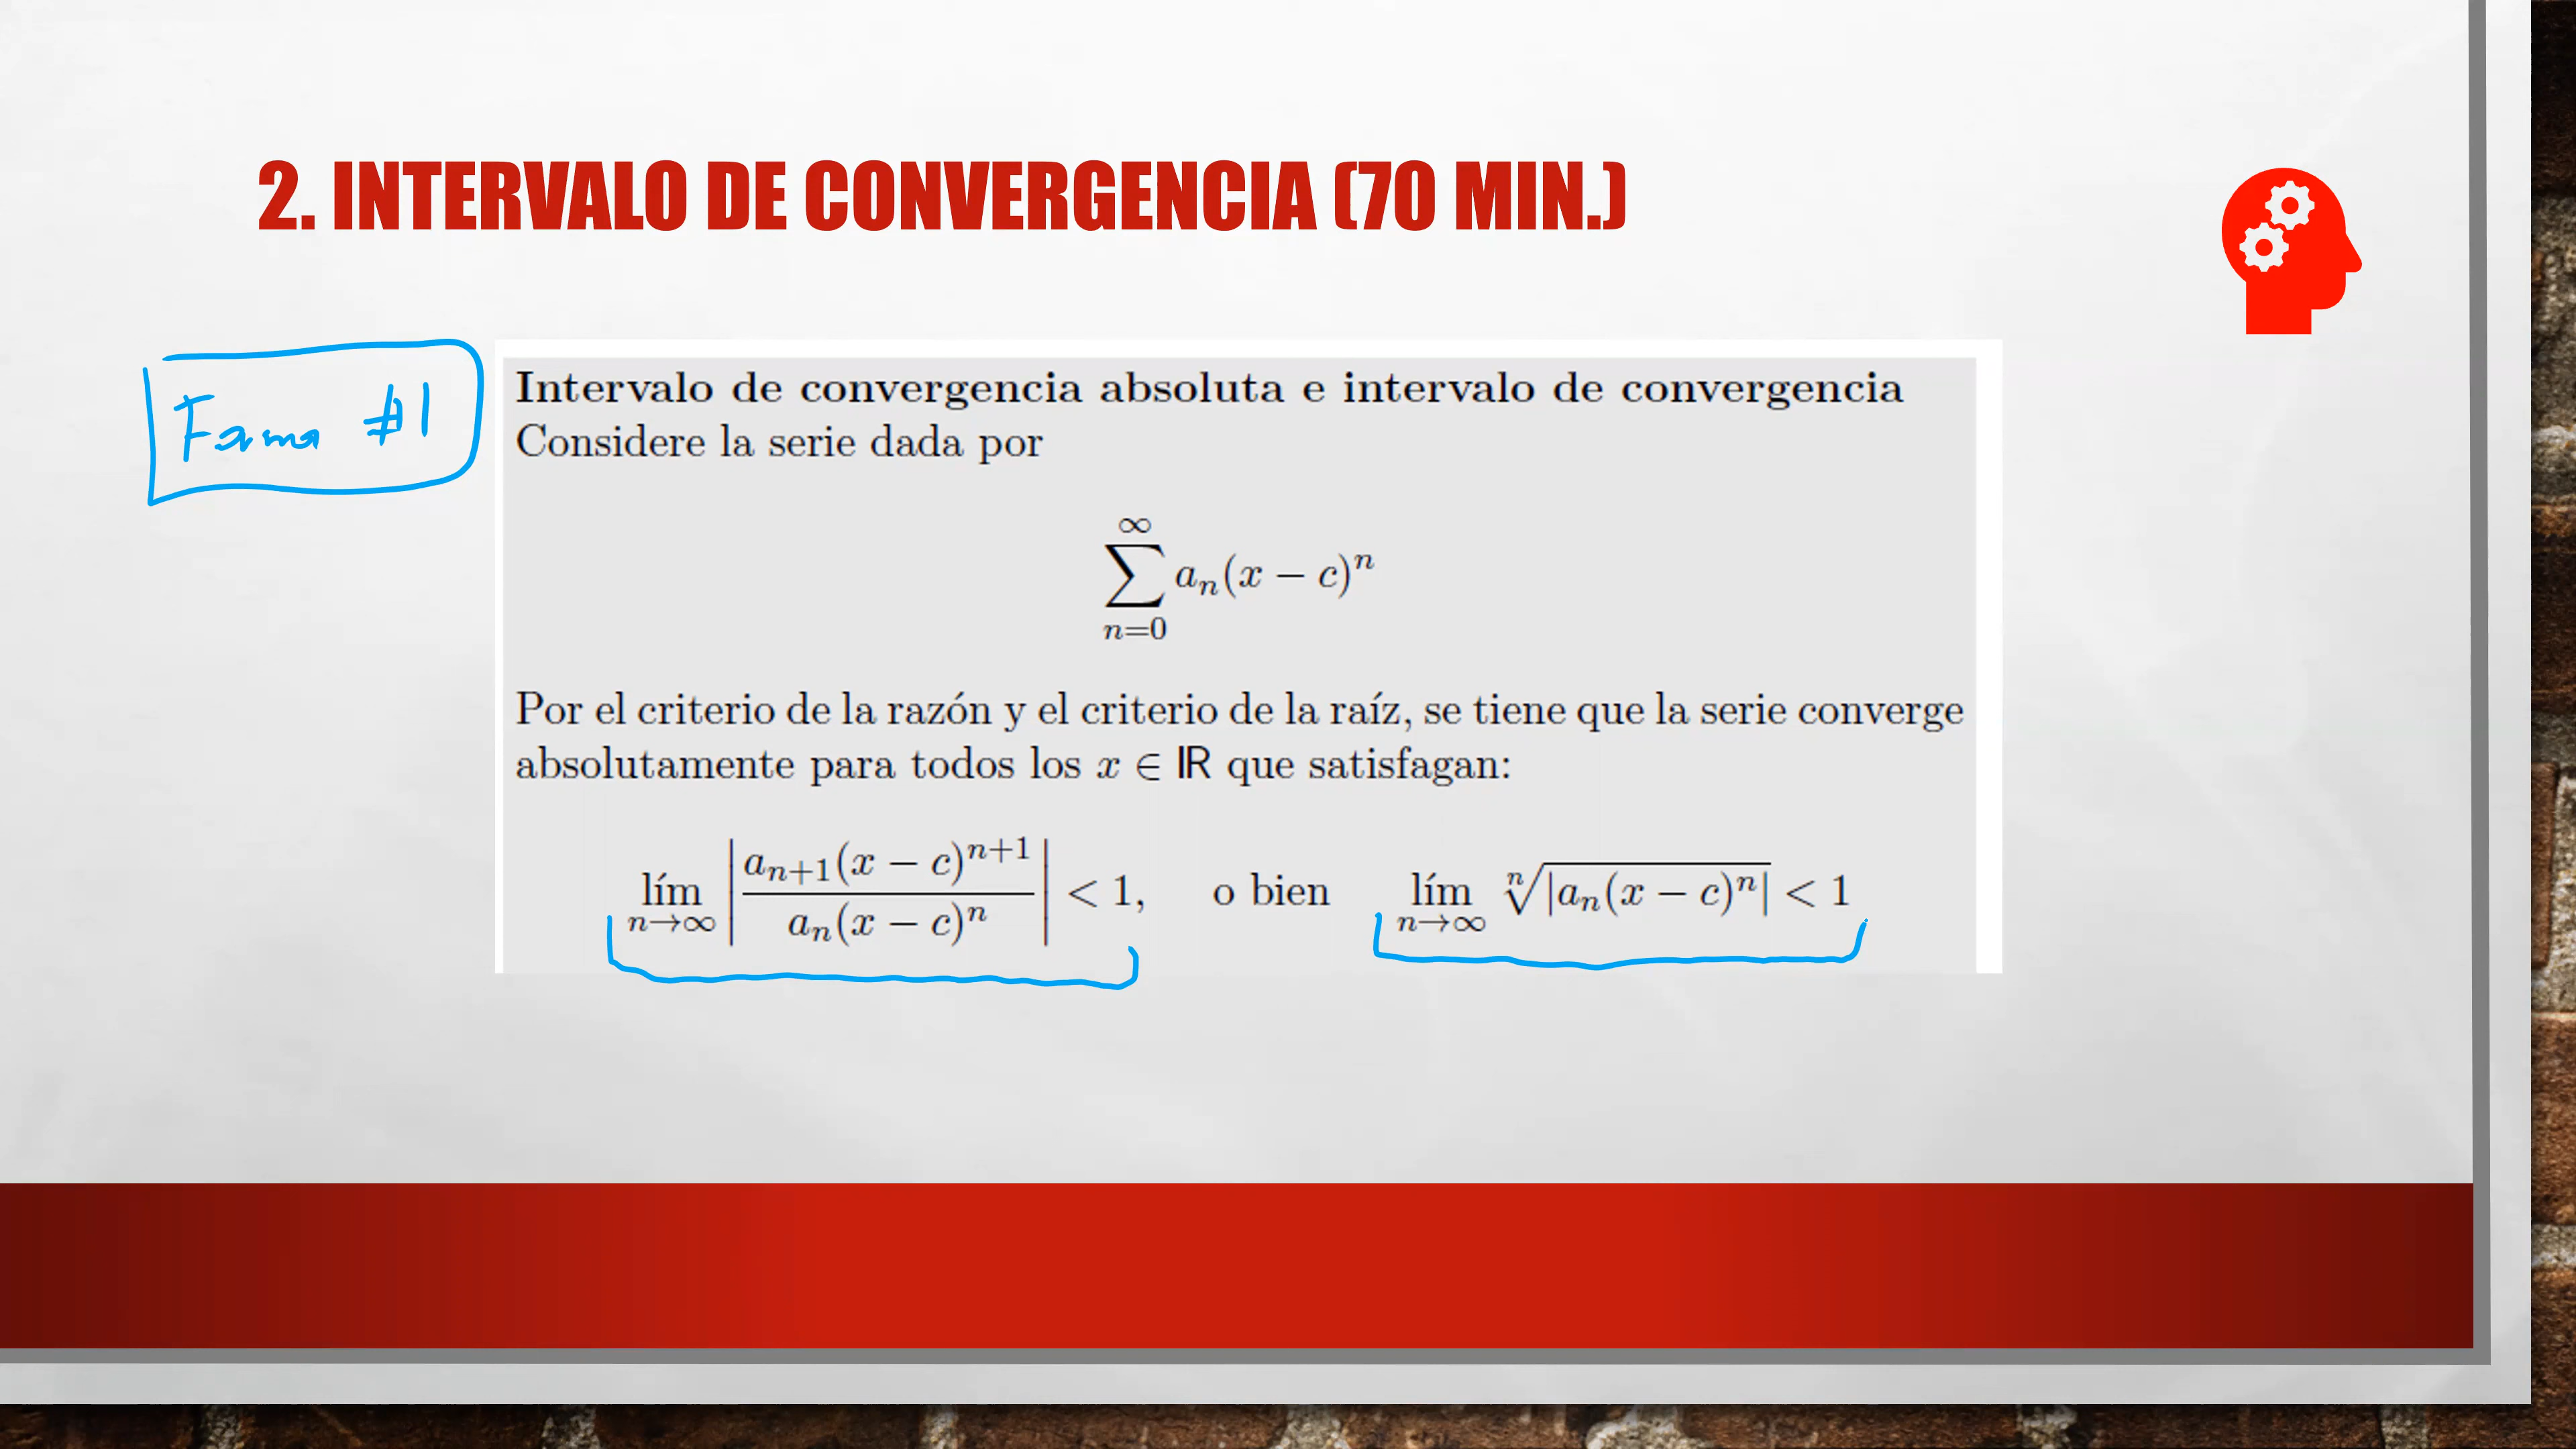 2. INTERVALO DE CONVERGENCIA (70 MIN.)
Forma #1
Intervalo de convergencia absoluta e intervalo de convergencia
Considere la serie dada por
∑_{n=0}^{∞} a_n(x − c)^n
Por el criterio de la razón y el criterio de la raíz, se tiene que la serie converge
absolutamente para todos los x ∈ IR que satisfagan:
lím_{n→∞} |a_{n+1}(x − c)^{n+1} / a_n(x − c)^n| < 1, o bien lím_{n→∞} ⁿ√|a_n(x − c)^n| < 1